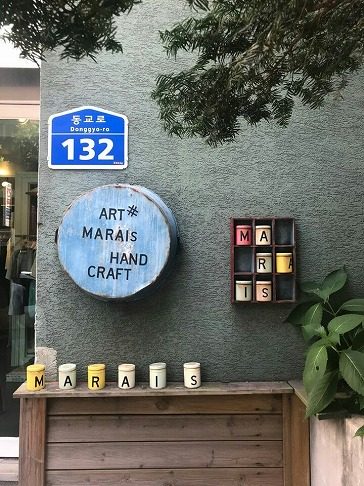 동교로
Donggyo-ro
132
ART#
MARAIS
HAND
CRAFT
MA
RA
IS
MARAIS